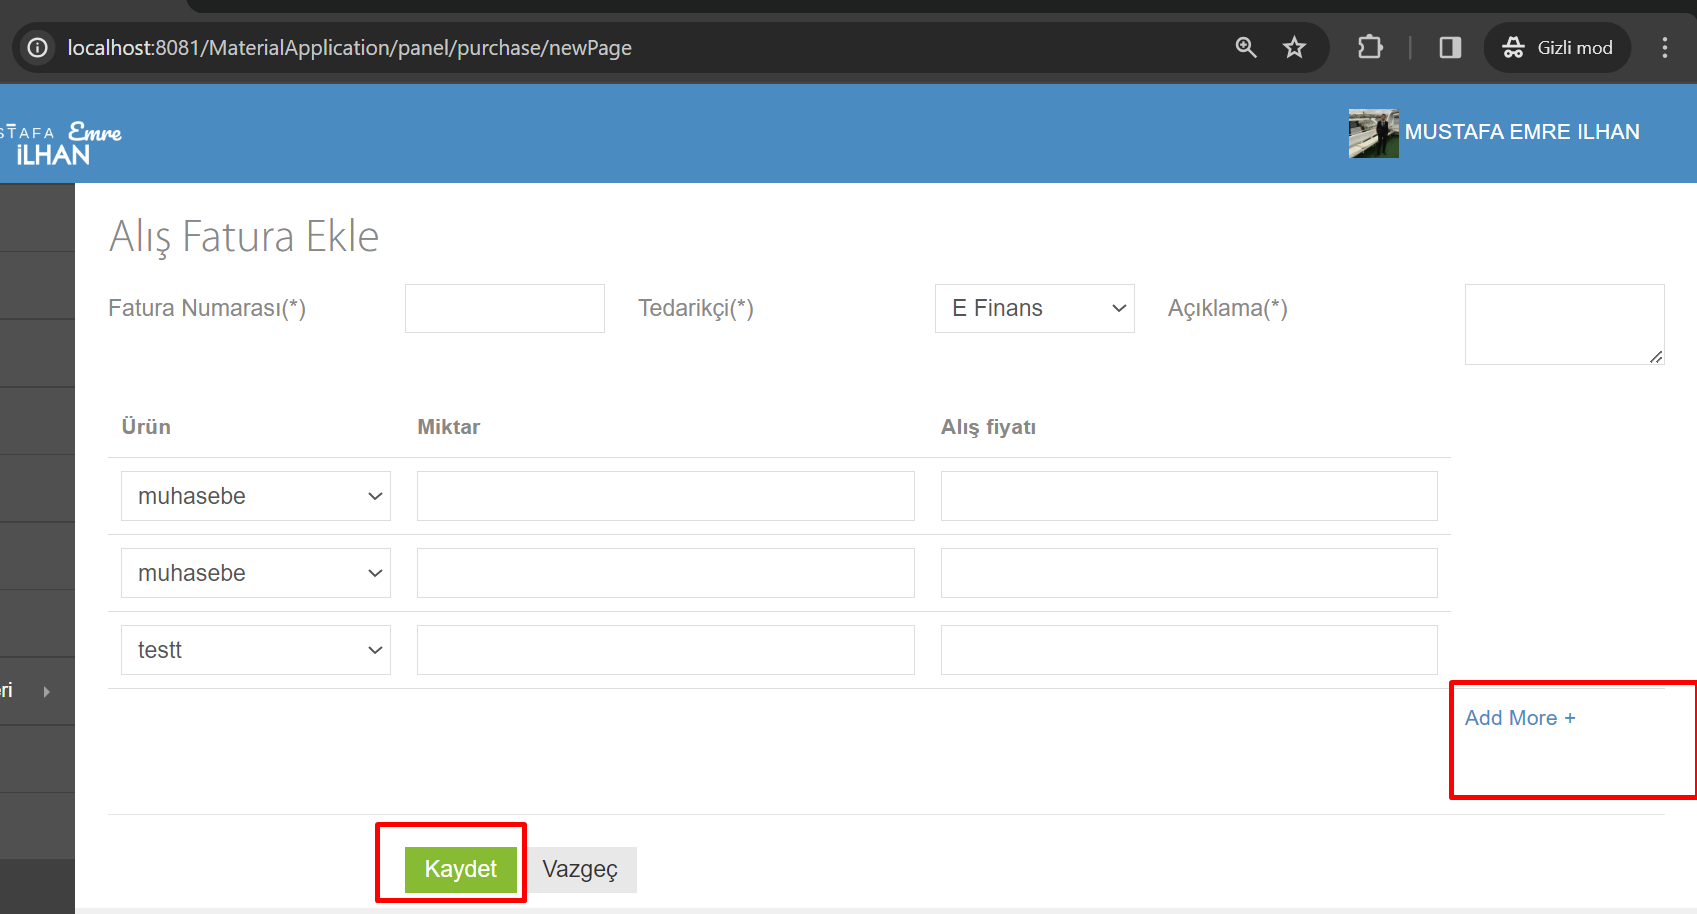 localhost:8081/MaterialApplication/panel/purchase/newPage
Gizli mod
STAFA Emre
iLHAN
MUSTAFA EMRE ILHAN
Alış Fatura Ekle
Fatura Numarası(*)
Tedarikçi(*)
E Finans
Açıklama(*)
Ürün
Miktar
Alış fiyatı
muhasebe
muhasebe
testt
ri
Add More +
Kaydet
Vazgeç